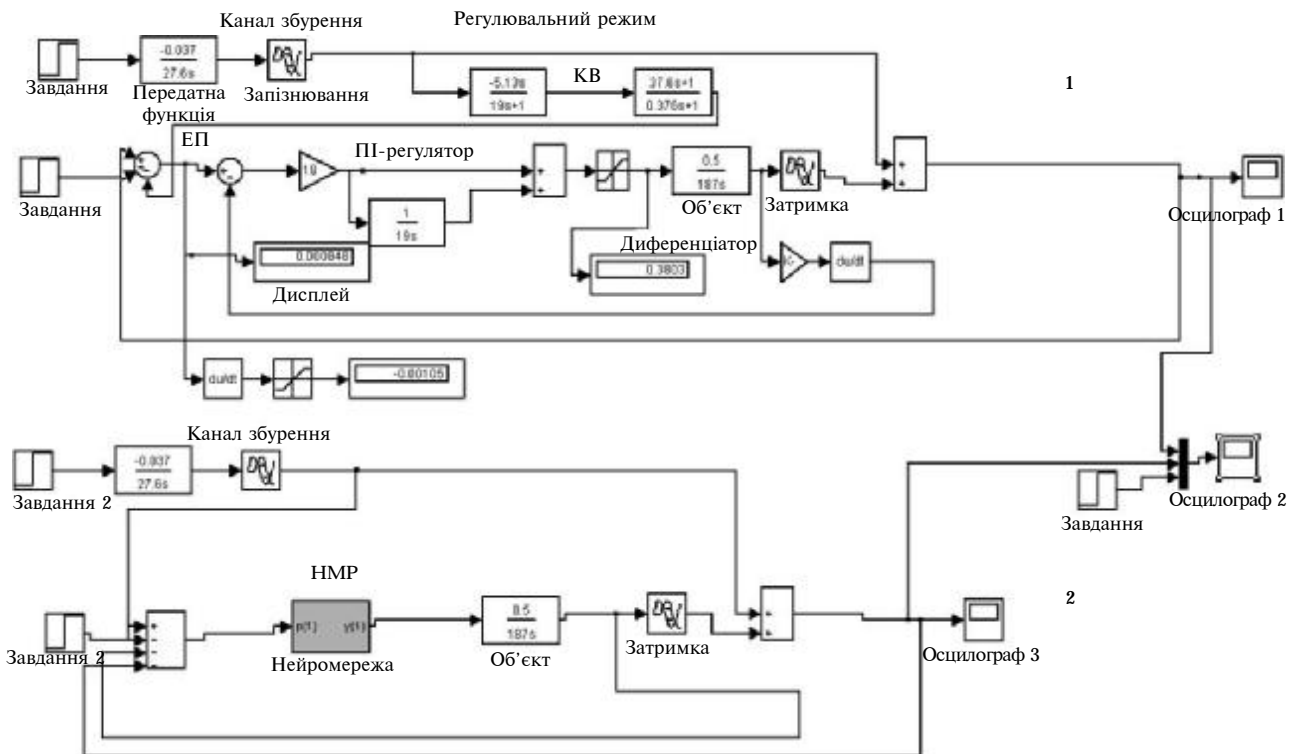 Канал збурення
Регулювальний режим
-0.037
27.6s
Завдання
Передатна
функція
Запізнювання
-5.13s
19s+1
КВ
37.6s+1
0.376s+1
1
ЕП
ПІ-регулятор
Завдання
1
19s
0.5
187s
Об’єкт
Затримка
Осцилограф 1
0.000848
Дисплей
Диференціатор
0.3803
du/dt
du/dt
-0.00105
Канал збурення
-0.037
27.6s
Завдання 2
Завдання
Осцилограф 2
НМР
2
p{1}
y{1}
0.5
187s
Завдання 2
Нейромережа
Об’єкт
Затримка
Осцилограф 3